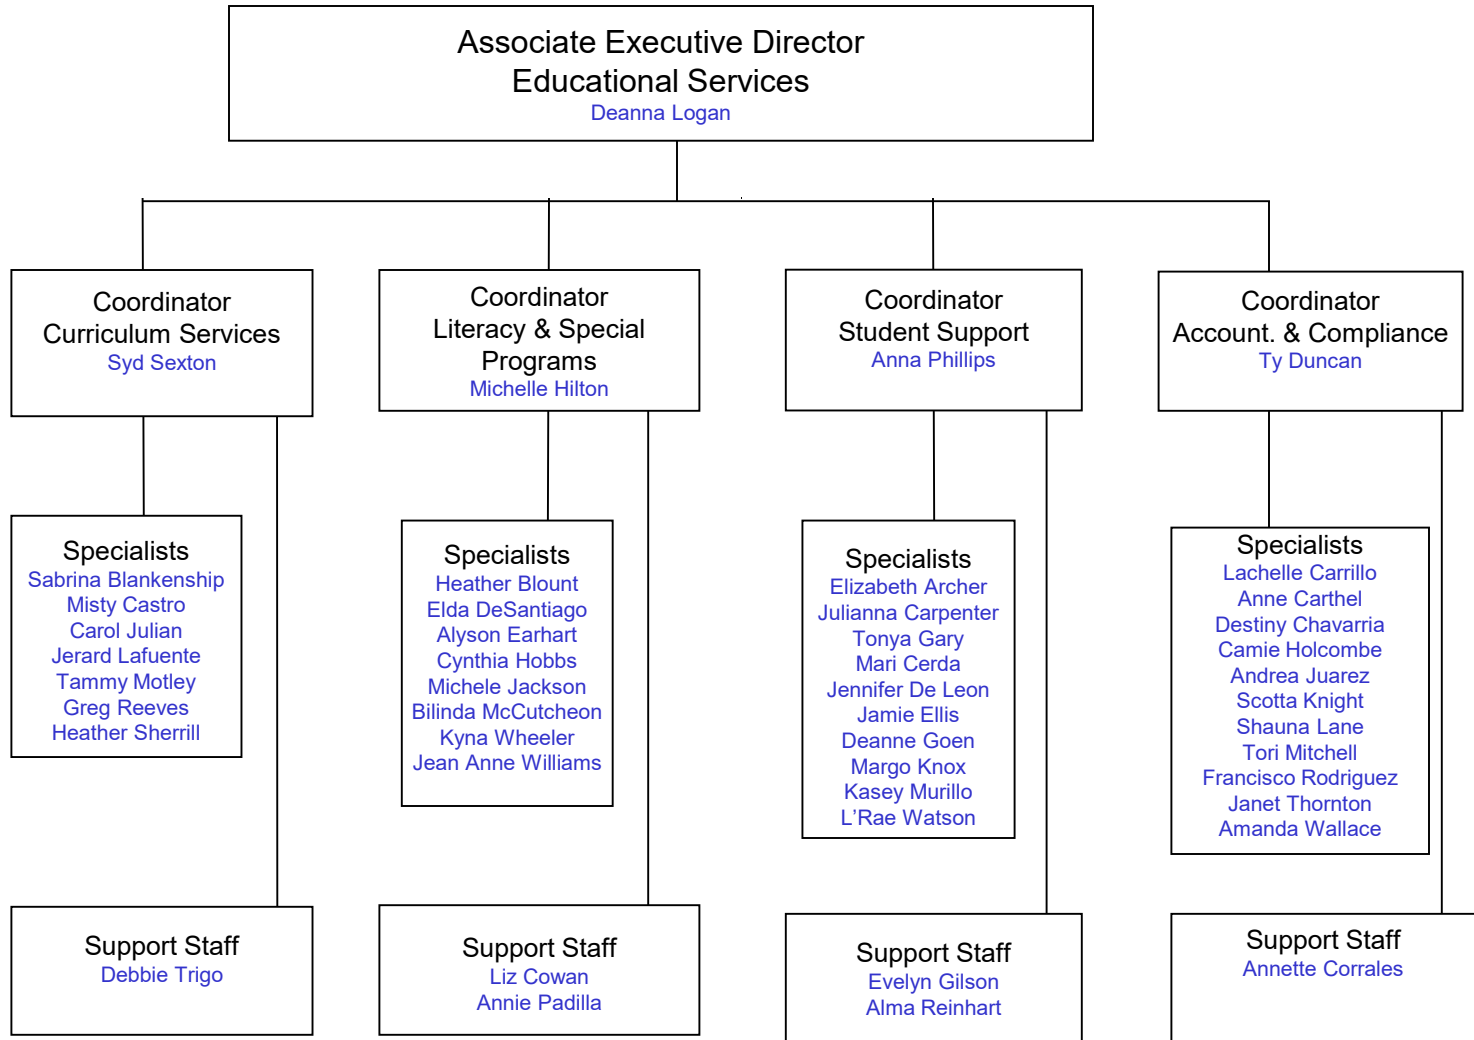 Associate Executive Director
Educational Services
Deanna Logan
Coordinator
Curriculum Services
Syd Sexton
Coordinator
Literacy & Special
Programs
Michelle Hilton
Coordinator
Student Support
Anna Phillips
Coordinator
Account. & Compliance
Ty Duncan
Specialists
Sabrina Blankenship
Misty Castro
Carol Julian
Jerard Lafuente
Tammy Motley
Greg Reeves
Heather Sherrill
Specialists
Heather Blount
Elda DeSantiago
Alyson Earhart
Cynthia Hobbs
Michele Jackson
Bilinda McCutcheon
Kyna Wheeler
Jean Anne Williams
Specialists
Elizabeth Archer
Julianna Carpenter
Tonya Gary
Mari Cerda
Jennifer De Leon
Jamie Ellis
Deanne Goen
Margo Knox
Kasey Murillo
L’Rae Watson
Specialists
Lachelle Carrillo
Anne Carthel
Destiny Chavarria
Camie Holcombe
Andrea Juarez
Scotta Knight
Shauna Lane
Tori Mitchell
Francisco Rodriguez
Janet Thornton
Amanda Wallace
Support Staff
Debbie Trigo
Support Staff
Liz Cowan
Annie Padilla
Support Staff
Evelyn Gilson
Alma Reinhart
Support Staff
Annette Corrales